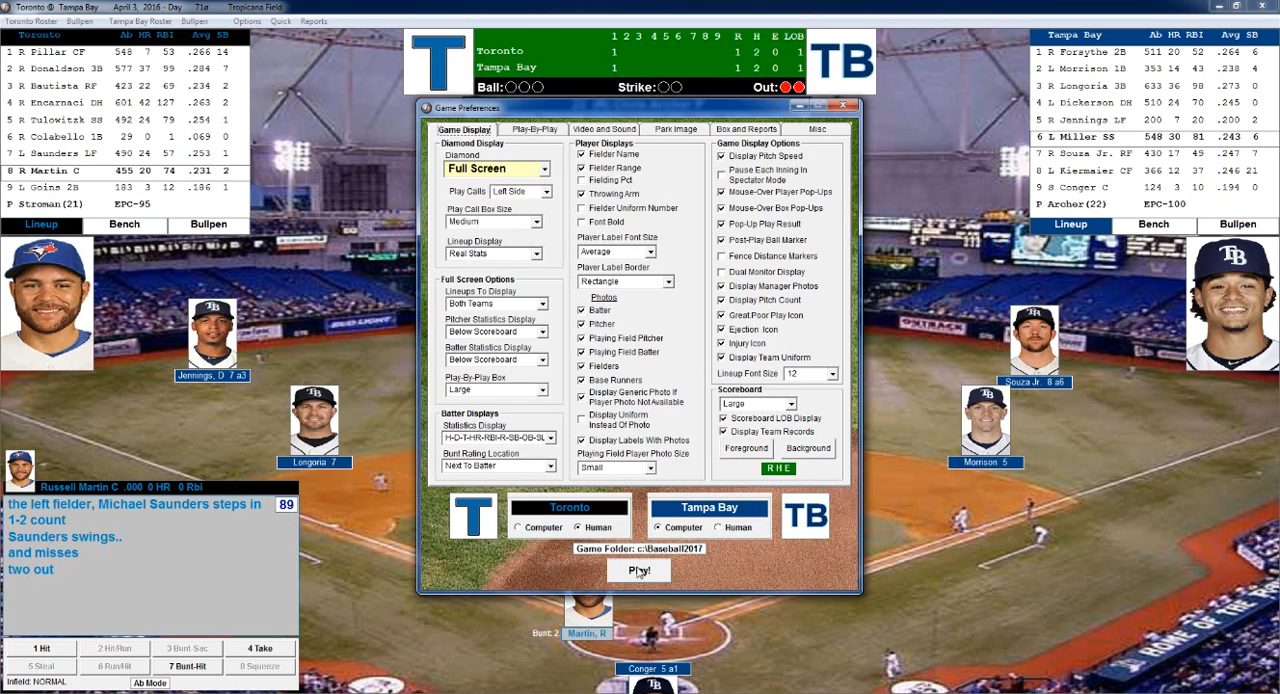 Toronto @ Tampa Bay April 3, 2016 - Day 71ø Tropicana Field
Toronto Roster Bullpen Tampa Bay Roster Bullpen Options Quick Reports
Toronto Ab HR RBI Avg SB
1 R Pillar CF 548 7 53 .266 14
2 R Donaldson 3B 577 37 99 .284 7
3 R Bautista RF 423 22 69 .234 2
4 R Encarnaci DH 601 42 127 .263 2
5 R Tulowitzk SS 492 24 79 .254 1
6 R Colabello 1B 29 0 1 .069 0
7 L Saunders LF 490 24 57 .253 1
8 R Martin C 455 20 74 .231 2
9 L Goins 2B 183 3 12 .186 1
P Stroman(21) EPC-95
Lineup Bench Bullpen
T
1 2 3 4 5 6 7 8 9 R H E LOB
Toronto 1 1 2 0 1
Tampa Bay 1 1 2 0 1
Ball: Strike: Out:
TB
Tampa Bay Ab HR RBI Avg SB
1 R Forsythe 2B 511 20 52 .264 6
2 L Morrison 1B 353 14 43 .238 4
3 R Longoria 3B 633 36 98 .273 0
4 L Dickerson DH 510 24 70 .245 0
5 R Jennings LF 200 7 20 .200 2
6 L Miller SS 548 30 81 .243 6
7 R Souza Jr. RF 430 17 49 .247 7
8 L Kiermaier CF 366 12 37 .246 21
9 S Conger C 124 3 10 .194 0
P Archer(22) EPC-100
Lineup Bench Bullpen
Game Preferences
Game Display Play-By-Play Video and Sound Park Image Box and Reports Misc
Diamond Display
Diamond
Full Screen
Play Calls Left Side
Play Call Box Size
Medium
Lineup Display
Real Stats
Full Screen Options
Lineups To Display
Both Teams
Pitcher Statistics Display
Below Scoreboard
Batter Statistics Display
Below Scoreboard
Play-By-Play Box
Large
Batter Displays
Statistics Display
H-D-T-HR-RBI-R-SB-OB-SL
Bunt Rating Location
Next To Batter
Player Displays
Fielder Name
Fielder Range
Fielding Pct
Throwing Arm
Fielder Uniform Number
Font Bold
Player Label Font Size
Average
Player Label Border
Rectangle
Photos
Batter
Pitcher
Playing Field Pitcher
Playing Field Batter
Fielders
Base Runners
Display Generic Photo If
Player Photo Not Available
Display Uniform
Instead Of Photo
Display Labels With Photos
Playing Field Player Photo Size
Small
Game Display Options
Display Pitch Speed
Pause Each Inning In
Spectator Mode
Mouse-Over Player Pop-Ups
Mouse-Over Box Pop-Ups
Pop-Up Play Result
Post-Play Ball Marker
Fence Distance Markers
Dual Monitor Display
Display Manager Photos
Display Pitch Count
Great Poor Play Icon
Ejection Icon
Injury Icon
Display Team Uniform
Lineup Font Size 12
Scoreboard
Large
Scoreboard LOB Display
Display Team Records
Foreground Background
R H E
T
Toronto
Computer Human
Tampa Bay
Computer Human
TB
Game Folder: c:\Baseball2017
Play!
Jennings, D 7 a3
Longoria 7
Souza Jr. 8 a6
Morrison 5
Russell Martin C .000 0 HR 0 Rbi
the left fielder, Michael Saunders steps in 89
1-2 count
Saunders swings..
and misses
two out
1 Hit 2 Hit/Run 3 Bunt-Sac 4 Take
5 Steal 6 Run/Hit 7 Bunt-Hit 8 Squeeze
Infield: NORMAL Ab Mode
Bunt: 2 Martin, R
Conger 5 a1
OUTBACK
HOME OF THE